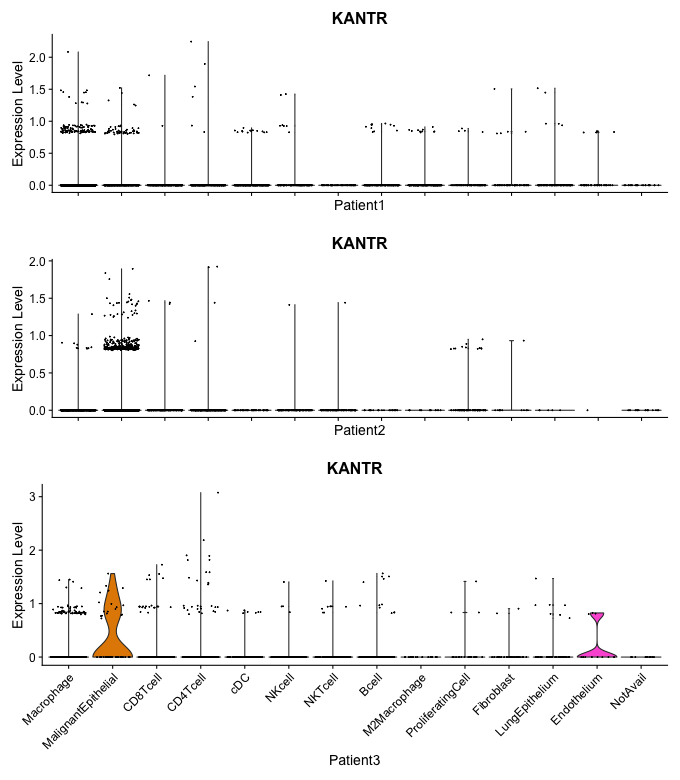 KANTR
Expression Level
2.0
1.5
1.0
0.5
0.0
Patient1
KANTR
Expression Level
2.0
1.5
1.0
0.5
0.0
Patient2
KANTR
Expression Level
3
2
1
0
Macrophage
MalignantEpithelial
CD8Tcell
CD4Tcell
cDC
NKcell
NKTcell
Bcell
M2Macrophage
ProliferatingCell
Fibroblast
LungEpithelium
Endothelium
NotAvail
Patient3